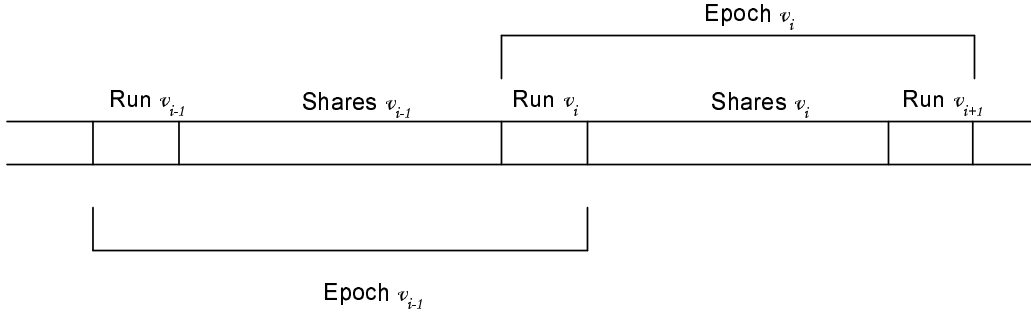 Epoch v_i
Run v_{i-1} Shares v_{i-1} Run v_i Shares v_i Run v_{i+1}
Epoch v_{i-1}